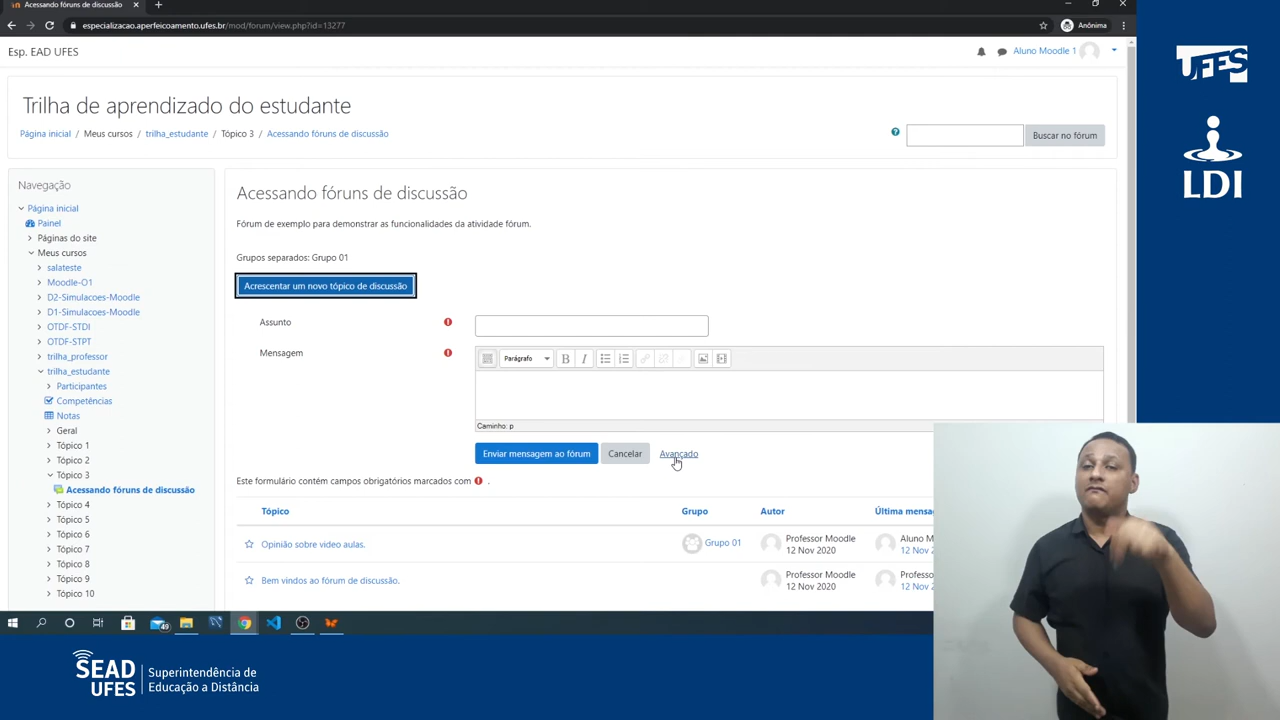 Acessando fóruns de discussão
especializacao.aperfeicoamento.ufes.br/mod/forum/view.php?id=13277
Anônima
Esp. EAD UFES
Aluno Moodle 1
Trilha de aprendizado do estudante
Página inicial / Meus cursos / trilha_estudante / Tópico 3 / Acessando fóruns de discussão
Buscar no fórum
Navegação
Página inicial
Painel
Páginas do site
Meus cursos
salateste
Moodle-O1
D2-Simulacoes-Moodle
D1-Simulacoes-Moodle
OTDF-STDI
OTDF-STPT
trilha_professor
trilha_estudante
Participantes
Competências
Notas
Geral
Tópico 1
Tópico 2
Tópico 3
Acessando fóruns de discussão
Tópico 4
Tópico 5
Tópico 6
Tópico 7
Tópico 8
Tópico 9
Tópico 10
Acessando fóruns de discussão
Fórum de exemplo para demonstrar as funcionalidades da atividade fórum.
Grupos separados: Grupo 01
Acrescentar um novo tópico de discussão
Assunto
Mensagem
Parágrafo B I
Caminho: p
Enviar mensagem ao fórum Cancelar Avançado
Este formulário contém campos obrigatórios marcados com .
Tópico Grupo Autor Última mensa
Opinião sobre video aulas. Grupo 01 Professor Moodle Aluno M
12 Nov 2020 12 Nov 2
Bem vindos ao fórum de discussão. Professor Moodle Profess
12 Nov 2020 12 Nov 2
49
UFES
LDI
SEAD
UFES
Superintendência de
Educação a Distância